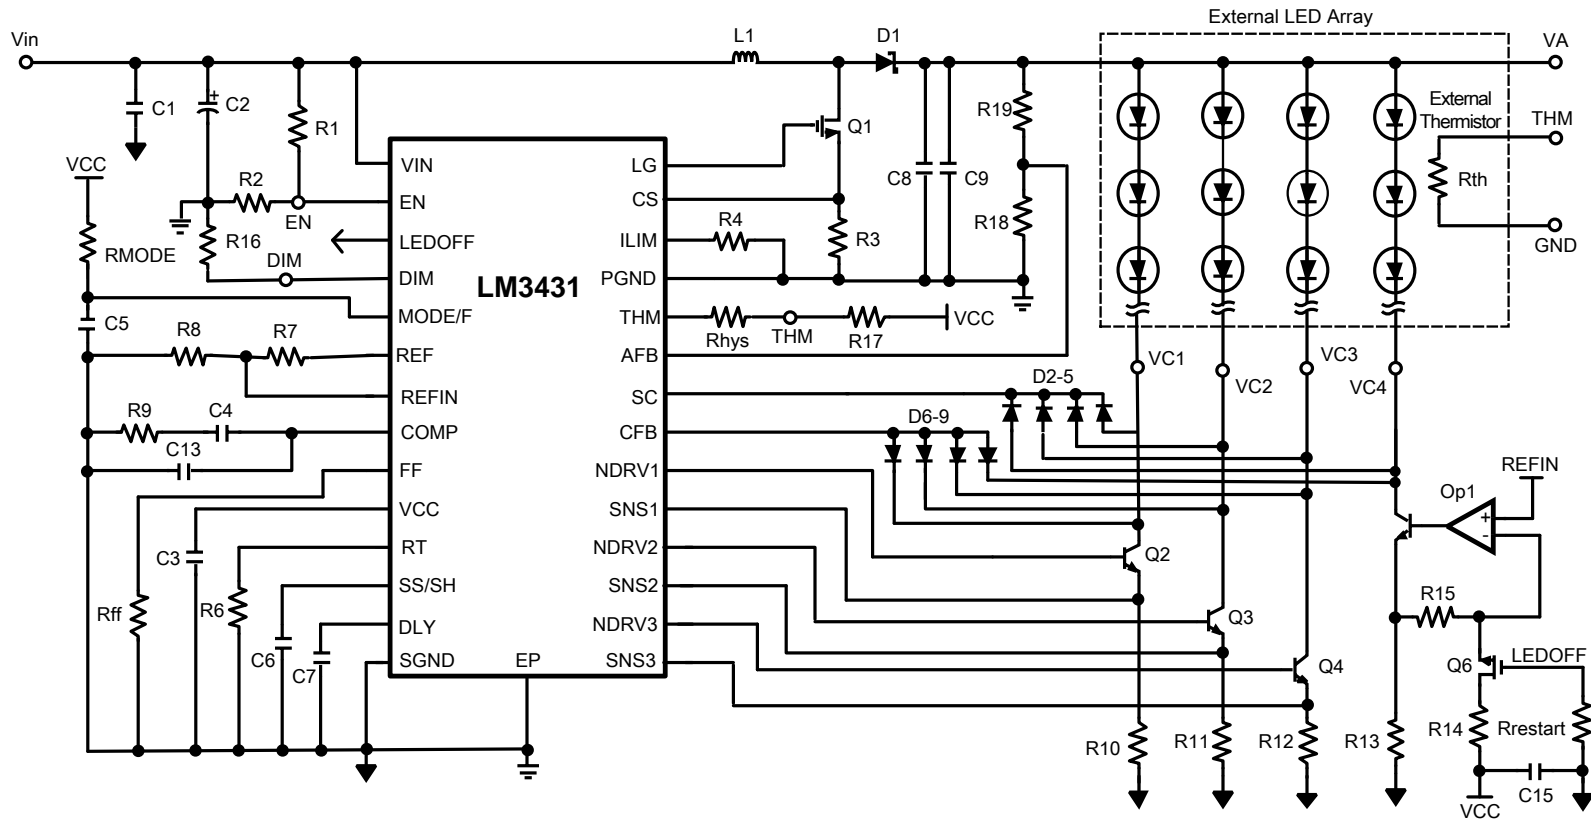 External LED Array
Vin
L1
D1
VA
C1
C2
+
R1
R19
External
Thermistor
THM
Q1
VCC
VIN
LG
R2
C8
C9
Rth
EN
EN
CS
R4
R18
R16
LEDOFF
ILIM
R3
GND
RMODE
DIM
DIM
LM3431
PGND
C5
MODE/F
THM
VCC
R8
R7
Rhys
THM
R17
REF
AFB
VC1
VC2
VC3
VC4
REFIN
SC
D2-5
R9
C4
COMP
CFB
D6-9
C13
FF
NDRV1
REFIN
Op1
VCC
SNS1
+
-
C3
RT
NDRV2
Q2
SS/SH
SNS2
R15
Rff
R6
DLY
NDRV3
Q3
C6
C7
SGND
EP
SNS3
Q4
Q6
LEDOFF
R10
R11
R12
R13
R14
Rrestart
VCC
C15